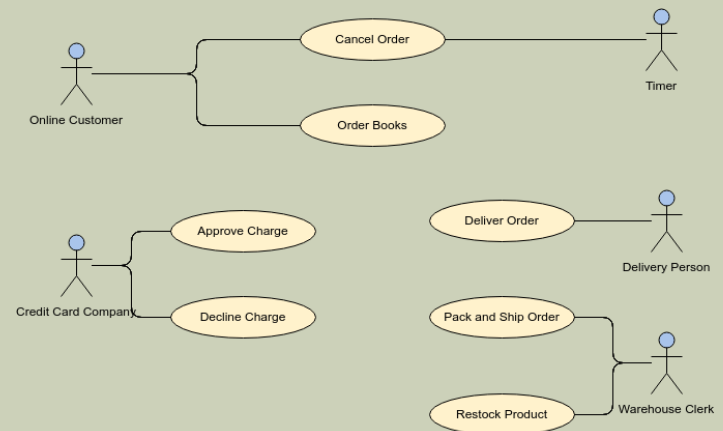 Cancel Order
Timer
Online Customer
Order Books
Approve Charge
Deliver Order
Delivery Person
Credit Card Company
Decline Charge
Pack and Ship Order
Warehouse Clerk
Restock Product